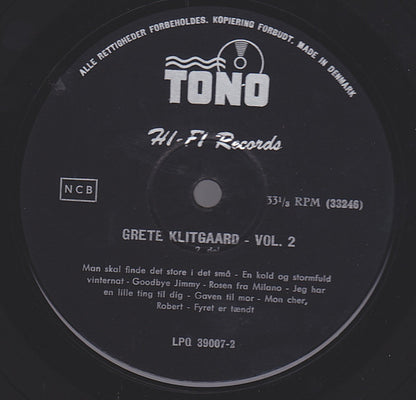 ALLE RETTIGHEDER FORBEHOLDES. KOPIERING FORBUDT. MADE IN DENMARK
TONO
HI-FI Records
NCB
33⅓ RPM (33246)
GRETE KLITGAARD - VOL. 2
Man skal finde det store i det små - En kold og stormfuld
vinternat - Goodbye Jimmy - Rosen fra Milano - Jeg har
en lille ting til dig - Gaven til mor - Mon cher,
Robert - Fyret er tændt
LPQ 39007-2